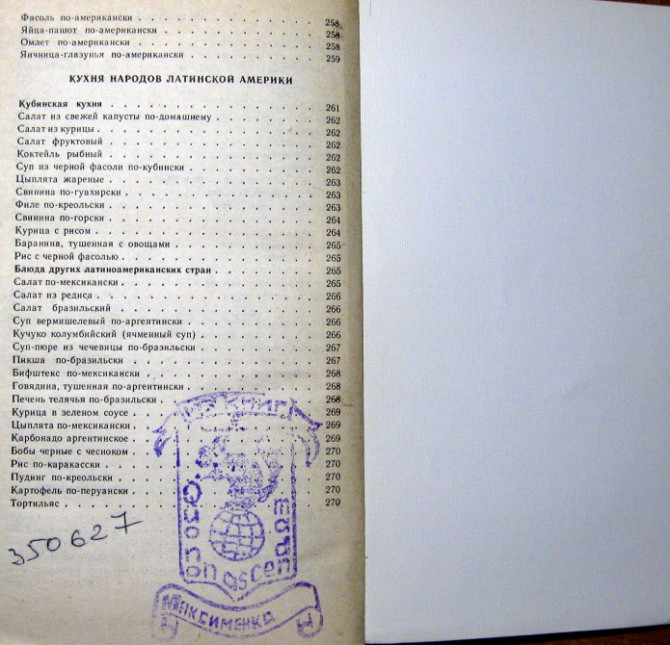 Фасоль по-американски . . . 258
Яйца-пашот по-американски . . . 258
Омлет по-американски . . . 258
Яичница-глазунья по-американски . . . 259
КУХНЯ НАРОДОВ ЛАТИНСКОЙ АМЕРИКИ
Кубинская кухня . . . 261
Салат из свежей капусты по-домашнему . . . 262
Салат из курицы . . . 262
Салат фруктовый . . . 262
Коктейль рыбный . . . 262
Суп из черной фасоли по-кубински . . . 262
Цыплята жареные . . . 263
Свинина по-гуахирски . . . 263
Филе по-креольски . . . 263
Свинина по-горски . . . 264
Курица с рисом . . . 264
Баранина, тушенная с овощами . . . 265
Рис с черной фасолью . . . 265
Блюда других латиноамериканских стран . . . 265
Салат по-мексикански . . . 265
Салат из редиса . . . 266
Салат бразильский . . . 266
Суп вермишелевый по-аргентински . . . 266
Кучуко колумбийский (ячменный суп) . . . 266
Суп-пюре из чечевицы по-бразильски . . . 267
Пикша по-бразильски . . . 267
Бифштекс по-мексикански . . . 268
Говядина, тушенная по-аргентински . . . 268
Печень телячья по-бразильски . . . 268
Курица в зеленом соусе . . . 269
Цыплята по-мексикански . . . 269
Карбонадо аргентинское . . . 269
Бобы черные с чесноком . . . 270
Рис по-каракасски . . . 270
Пудинг по-креольски . . . 270
Картофель по-перуански . . . 270
Тортильяс . . . 270
350627
ИЗ КНИГ